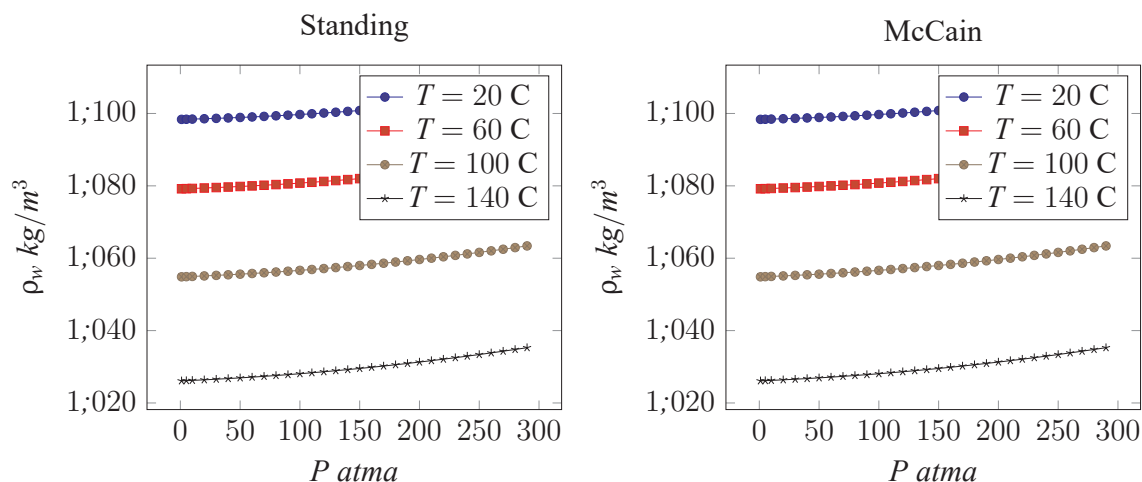 Standing
T = 20 C
T = 60 C
T = 100 C
T = 140 C
1;100
1;080
1;060
1;040
1;020
ρw kg/m³
0 50 100 150 200 250 300
P atma
McCain
T = 20 C
T = 60 C
T = 100 C
T = 140 C
1;100
1;080
1;060
1;040
1;020
ρw kg/m³
0 50 100 150 200 250 300
P atma